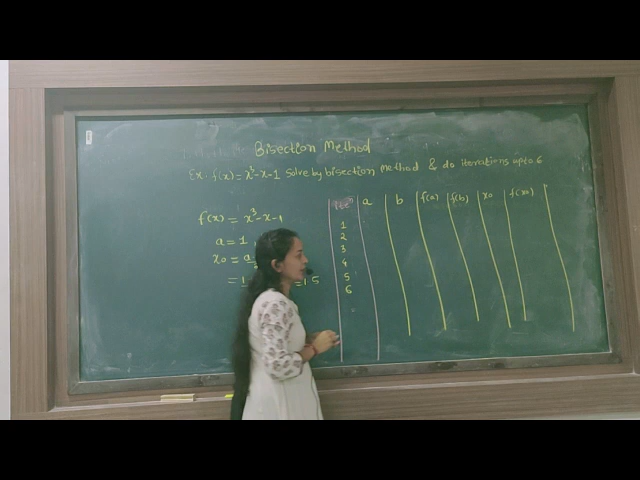 Bisection Method
Ex: f(x) = x³-x-1 Solve by bisection Method & do iterations upto 6
f(x) = x³-x-1
a = 1
x0 = a
= 1 = 1.5
a b f(a) f(b) x0 f(x0)
1
2
3
4
5
6